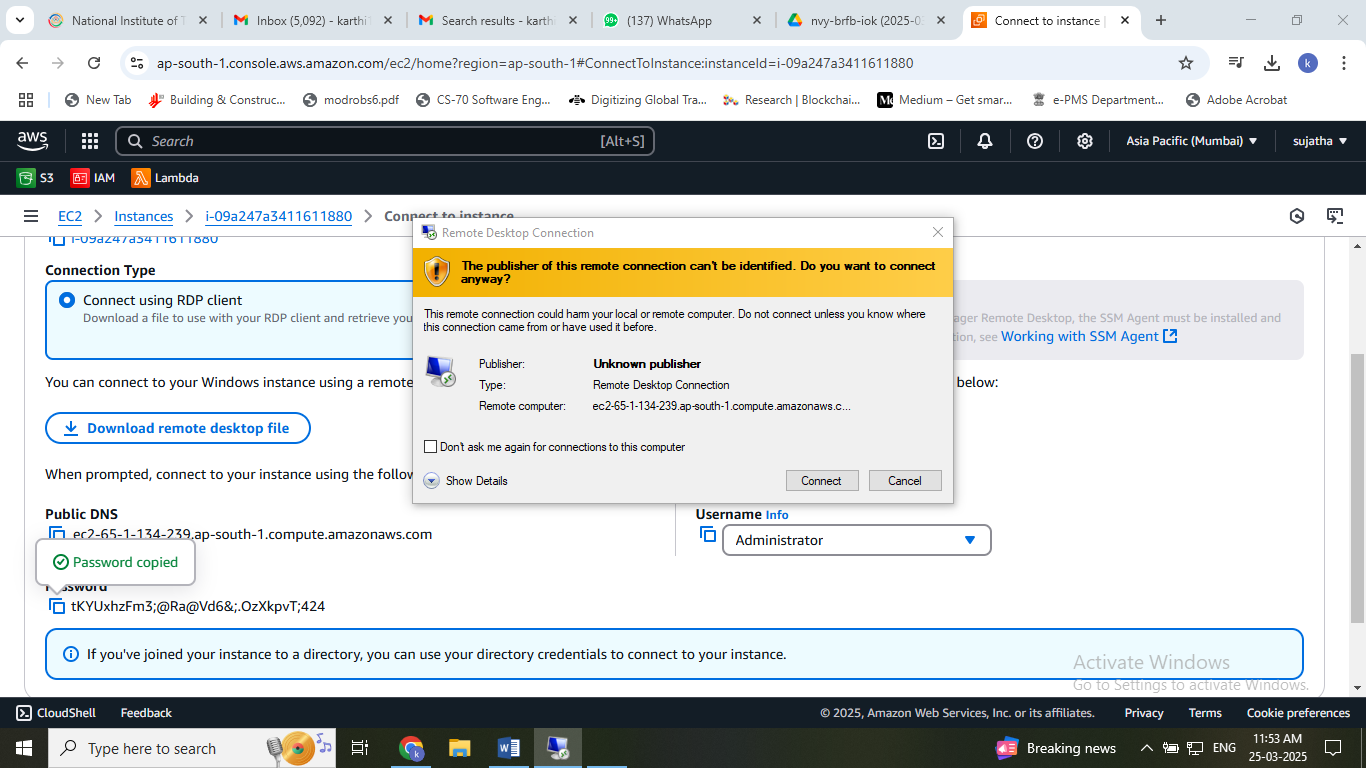 National Institute of T
Inbox (5,092) - karthi
Search results - karthi
(137) WhatsApp
nvy-brfb-iok (2025-0
Connect to instance |
ap-south-1.console.aws.amazon.com/ec2/home?region=ap-south-1#ConnectToInstance:instanceId=i-09a247a3411611880
k
New Tab
Building & Construc...
modrobs6.pdf
CS-70 Software Eng...
Digitizing Global Tra...
Research | Blockchai...
Medium – Get smar...
e-PMS Department...
Adobe Acrobat
aws
Search
[Alt+S]
Asia Pacific (Mumbai)
sujatha
S3
IAM
Lambda
EC2
Instances
i-09a247a3411611880
Connect to instance
i-09a247a3411611880
Connection Type
Connect using RDP client
Download a file to use with your RDP client and retrieve you
ager Remote Desktop, the SSM Agent must be installed and
tion, see Working with SSM Agent
You can connect to your Windows instance using a remote
below:
Download remote desktop file
When prompted, connect to your instance using the follow
Public DNS
ec2-65-1-134-239.ap-south-1.compute.amazonaws.com
Username Info
Administrator
Password copied
Password
tKYUxhzFm3;@Ra@Vd6&;.OzXkpvT;424
If you've joined your instance to a directory, you can use your directory credentials to connect to your instance.
Remote Desktop Connection
The publisher of this remote connection can't be identified. Do you want to connect
anyway?
This remote connection could harm your local or remote computer. Do not connect unless you know where
this connection came from or have used it before.
Publisher:
Unknown publisher
Type:
Remote Desktop Connection
Remote computer:
ec2-65-1-134-239.ap-south-1.compute.amazonaws.c...
Don't ask me again for connections to this computer
Show Details
Connect
Cancel
Activate Windows
Go to Settings to activate Windows.
CloudShell
Feedback
© 2025, Amazon Web Services, Inc. or its affiliates.
Privacy
Terms
Cookie preferences
Type here to search
Breaking news
ENG
11:53 AM
25-03-2025